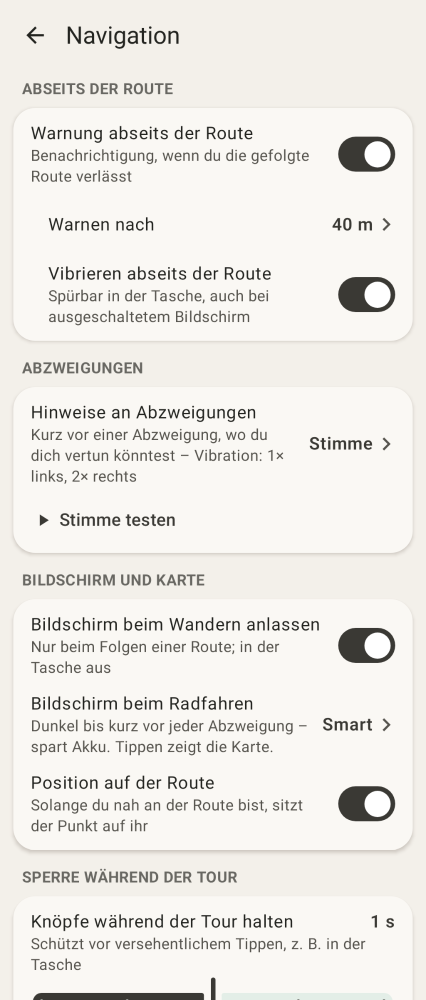 Navigation
ABSEITS DER ROUTE
Warnung abseits der Route
Benachrichtigung, wenn du die gefolgte
Route verlässt
Warnen nach
40 m
Vibrieren abseits der Route
Spürbar in der Tasche, auch bei
ausgeschaltetem Bildschirm
ABZWEIGUNGEN
Hinweise an Abzweigungen
Kurz vor einer Abzweigung, wo du
dich vertun könntest – Vibration: 1×
links, 2× rechts
Stimme
Stimme testen
BILDSCHIRM UND KARTE
Bildschirm beim Wandern anlassen
Nur beim Folgen einer Route; in der
Tasche aus
Bildschirm beim Radfahren
Dunkel bis kurz vor jeder Abzweigung –
spart Akku. Tippen zeigt die Karte.
Smart
Position auf der Route
Solange du nah an der Route bist, sitzt
der Punkt auf ihr
SPERRE WÄHREND DER TOUR
Knöpfe während der Tour halten
1 s
Schützt vor versehentlichem Tippen, z. B. in der
Tasche